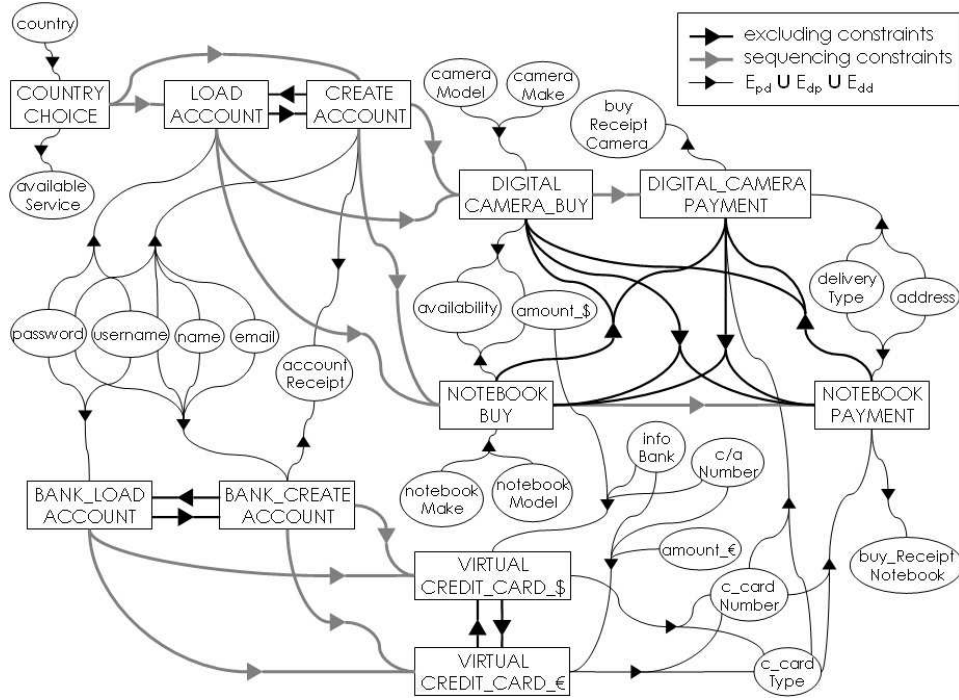 country
camera
Model
camera
Make
excluding constraints
sequencing constraints
E_pd U E_dp U E_dd
COUNTRY
CHOICE
LOAD
ACCOUNT
CREATE
ACCOUNT
buy
Receipt
Camera
available
Service
DIGITAL
CAMERA_BUY
DIGITAL_CAMERA
PAYMENT
availability
amount_$
delivery
Type
address
password
username
name
email
account
Receipt
NOTEBOOK
BUY
NOTEBOOK
PAYMENT
info
Bank
c/a
Number
notebook
Make
notebook
Model
BANK_LOAD
ACCOUNT
BANK_CREATE
ACCOUNT
amount_€
buy_Receipt
Notebook
VIRTUAL
CREDIT_CARD_$
c_card
Number
VIRTUAL
CREDIT_CARD_€
c_card
Type